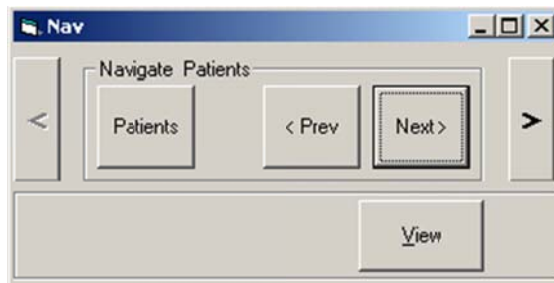 Nav
Navigate Patients
<
Patients
< Prev
Next >
>
View